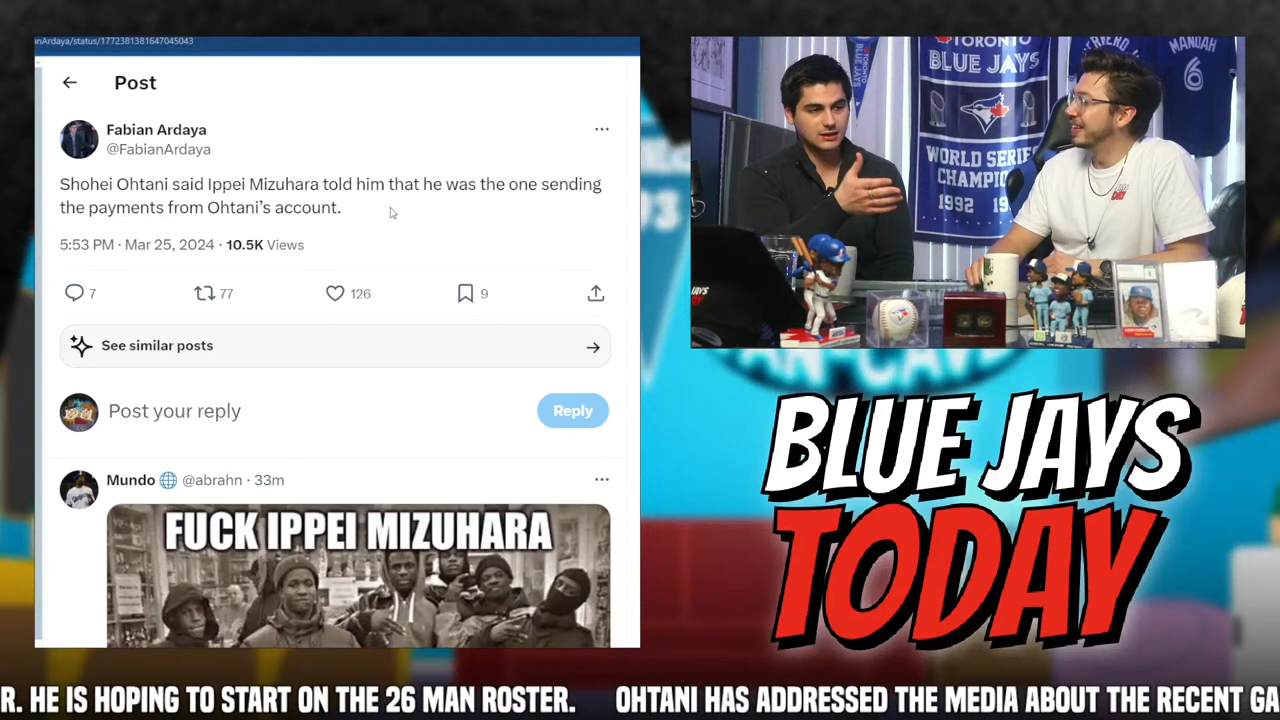 nArdaya/status/1772381381647045043
Post
Fabian Ardaya
@FabianArdaya
Shohei Ohtani said Ippei Mizuhara told him that he was the one sending
the payments from Ohtani’s account.
5:53 PM · Mar 25, 2024 · 10.5K Views
7
77
126
9
See similar posts
Post your reply
Reply
Mundo @abrahn · 33m
FUCK IPPEI MIZUHARA
TORONTO
BLUE JAYS
WORLD SERIES
1992
MANOAH
6
BLUE JAYS
TODAY
R. HE IS HOPING TO START ON THE 26 MAN ROSTER. OHTANI HAS ADDRESSED THE MEDIA ABOUT THE RECENT GA